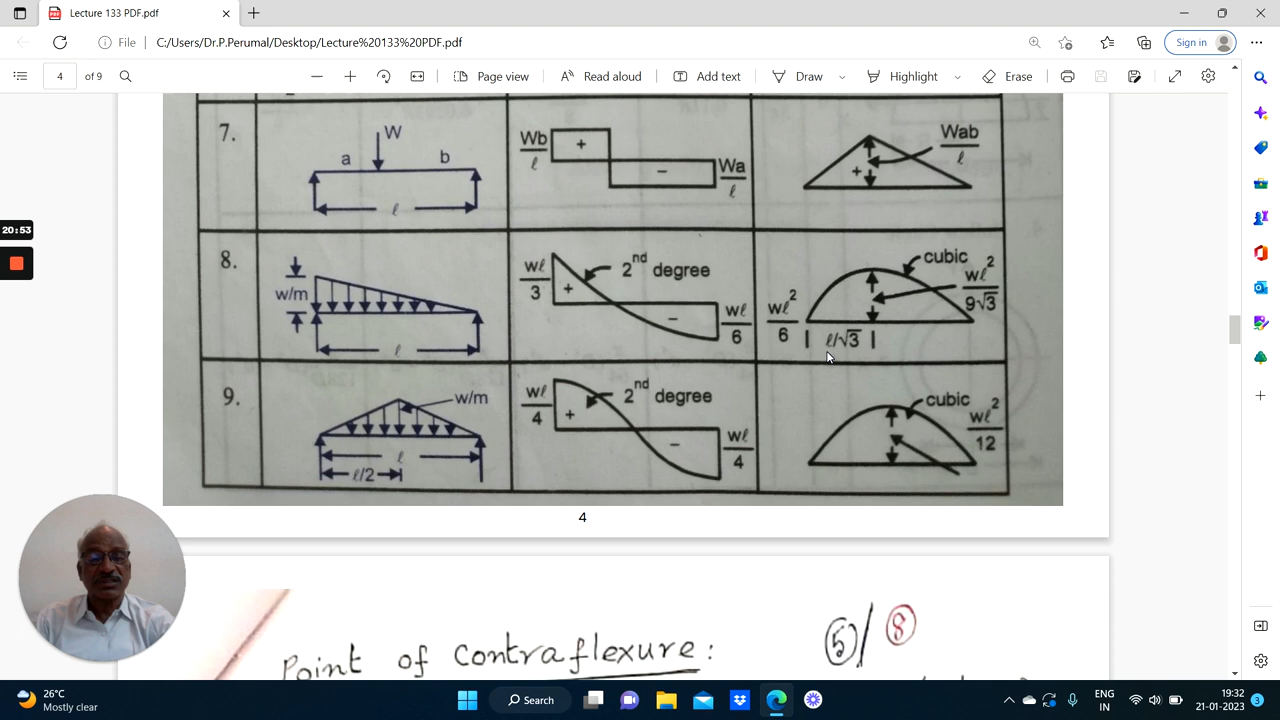 Lecture 133 PDF.pdf
File C:/Users/Dr.P.Perumal/Desktop/Lecture%20133%20PDF.pdf
Sign in
4 of 9
Page view
Read aloud
Add text
Draw
Highlight
Erase
20:53
7.
W
a b
ℓ
Wb/ℓ
+
−
Wa/ℓ
+
Wab/ℓ
8.
w/m
ℓ
wℓ/3
+
2nd degree
−
wℓ/6
cubic
wℓ²/9√3
wℓ²/6
ℓ/√3
9.
w/m
ℓ
ℓ/2
wℓ/4
+
2nd degree
−
wℓ/4
cubic
wℓ²/12
4
Point of Contraflexure :
5 / 8
26°C
Mostly clear
Search
ENG
IN
19:32
21-01-2023
3